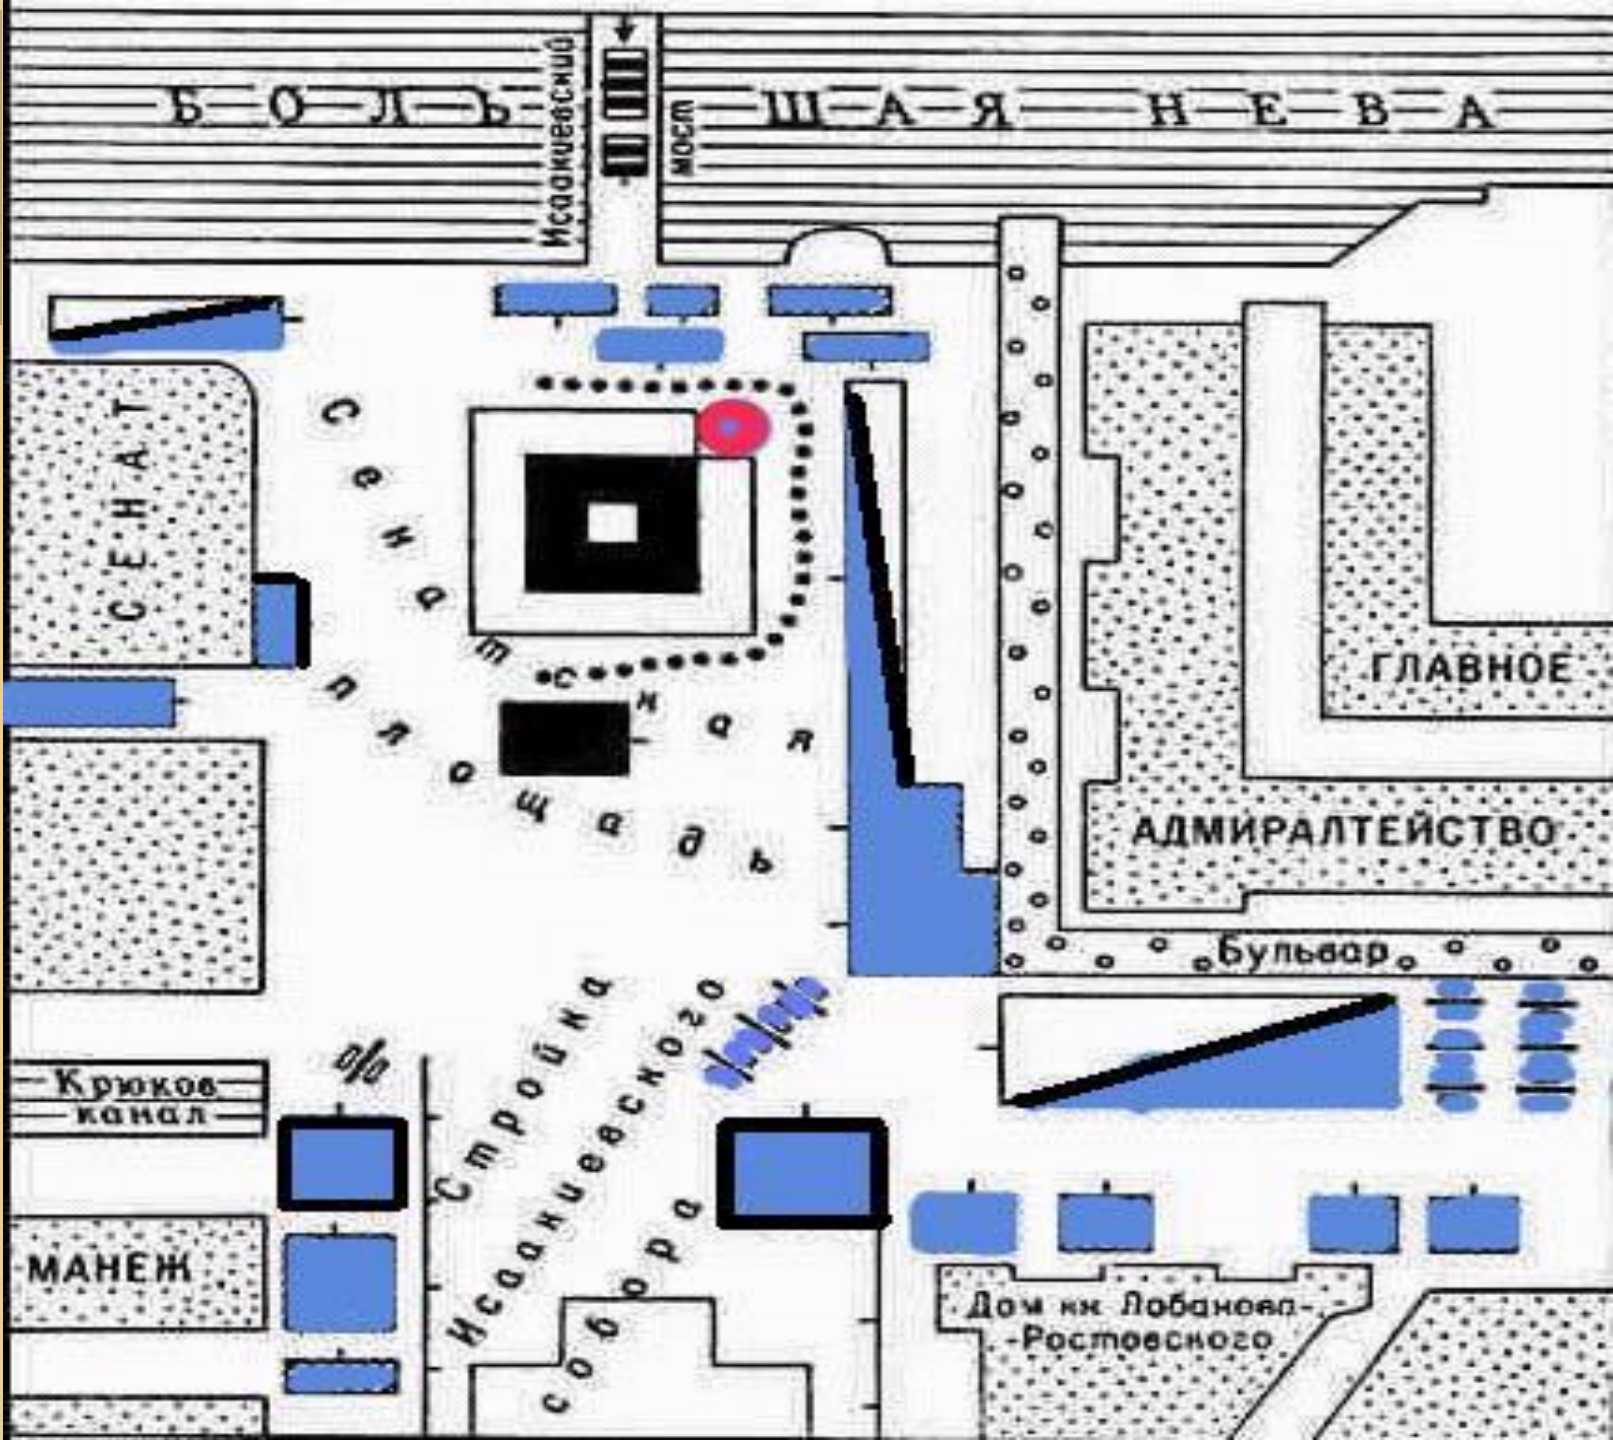 БОЛЬШАЯ НЕВА
Исаакиевский
мост
СЕНАТ
Сенатская
площадь
ГЛАВНОЕ
АДМИРАЛТЕЙСТВО
Бульвар
Крюков
канал
МАНЕЖ
Стройка
Исаакиевского
собора
Дом кн Лобанова-
-Ростовского